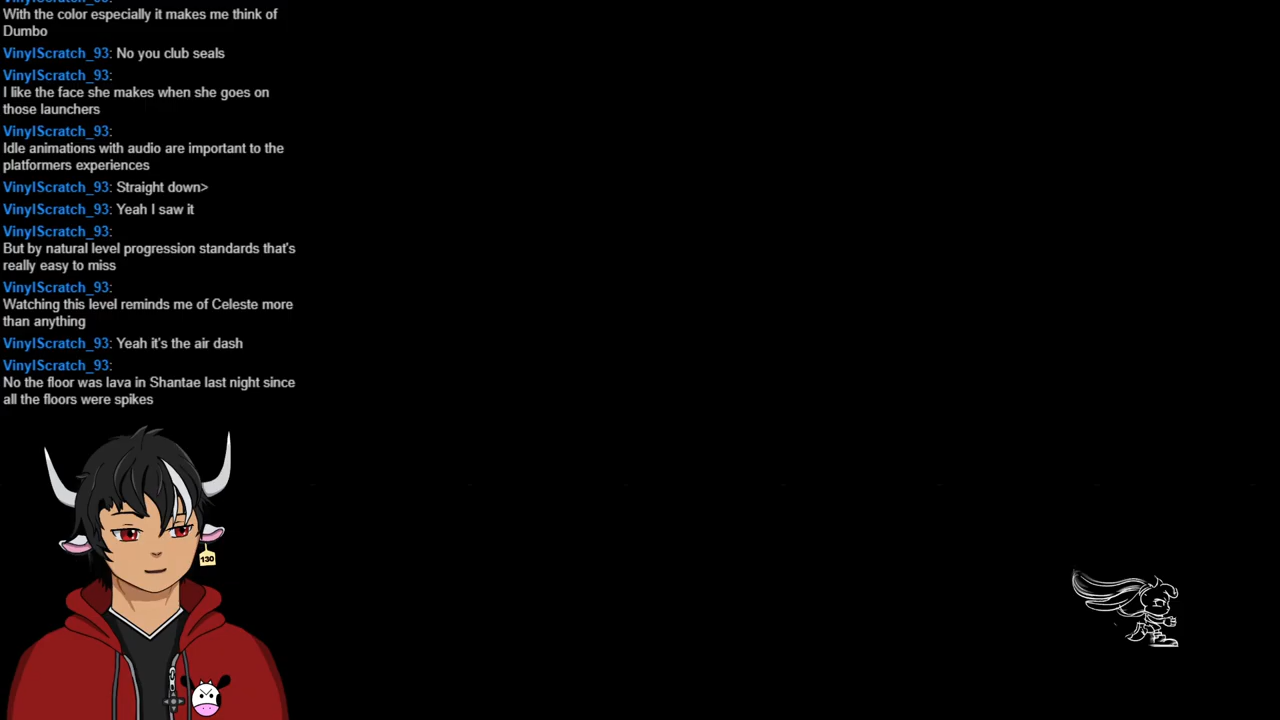 With the color especially it makes me think of
Dumbo
VinylScratch_93: No you club seals
VinylScratch_93:
I like the face she makes when she goes on
those launchers
VinylScratch_93:
Idle animations with audio are important to the
platformers experiences
VinylScratch_93: Straight down>
VinylScratch_93: Yeah I saw it
VinylScratch_93:
But by natural level progression standards that's
really easy to miss
VinylScratch_93:
Watching this level reminds me of Celeste more
than anything
VinylScratch_93: Yeah it's the air dash
VinylScratch_93:
No the floor was lava in Shantae last night since
all the floors were spikes
130